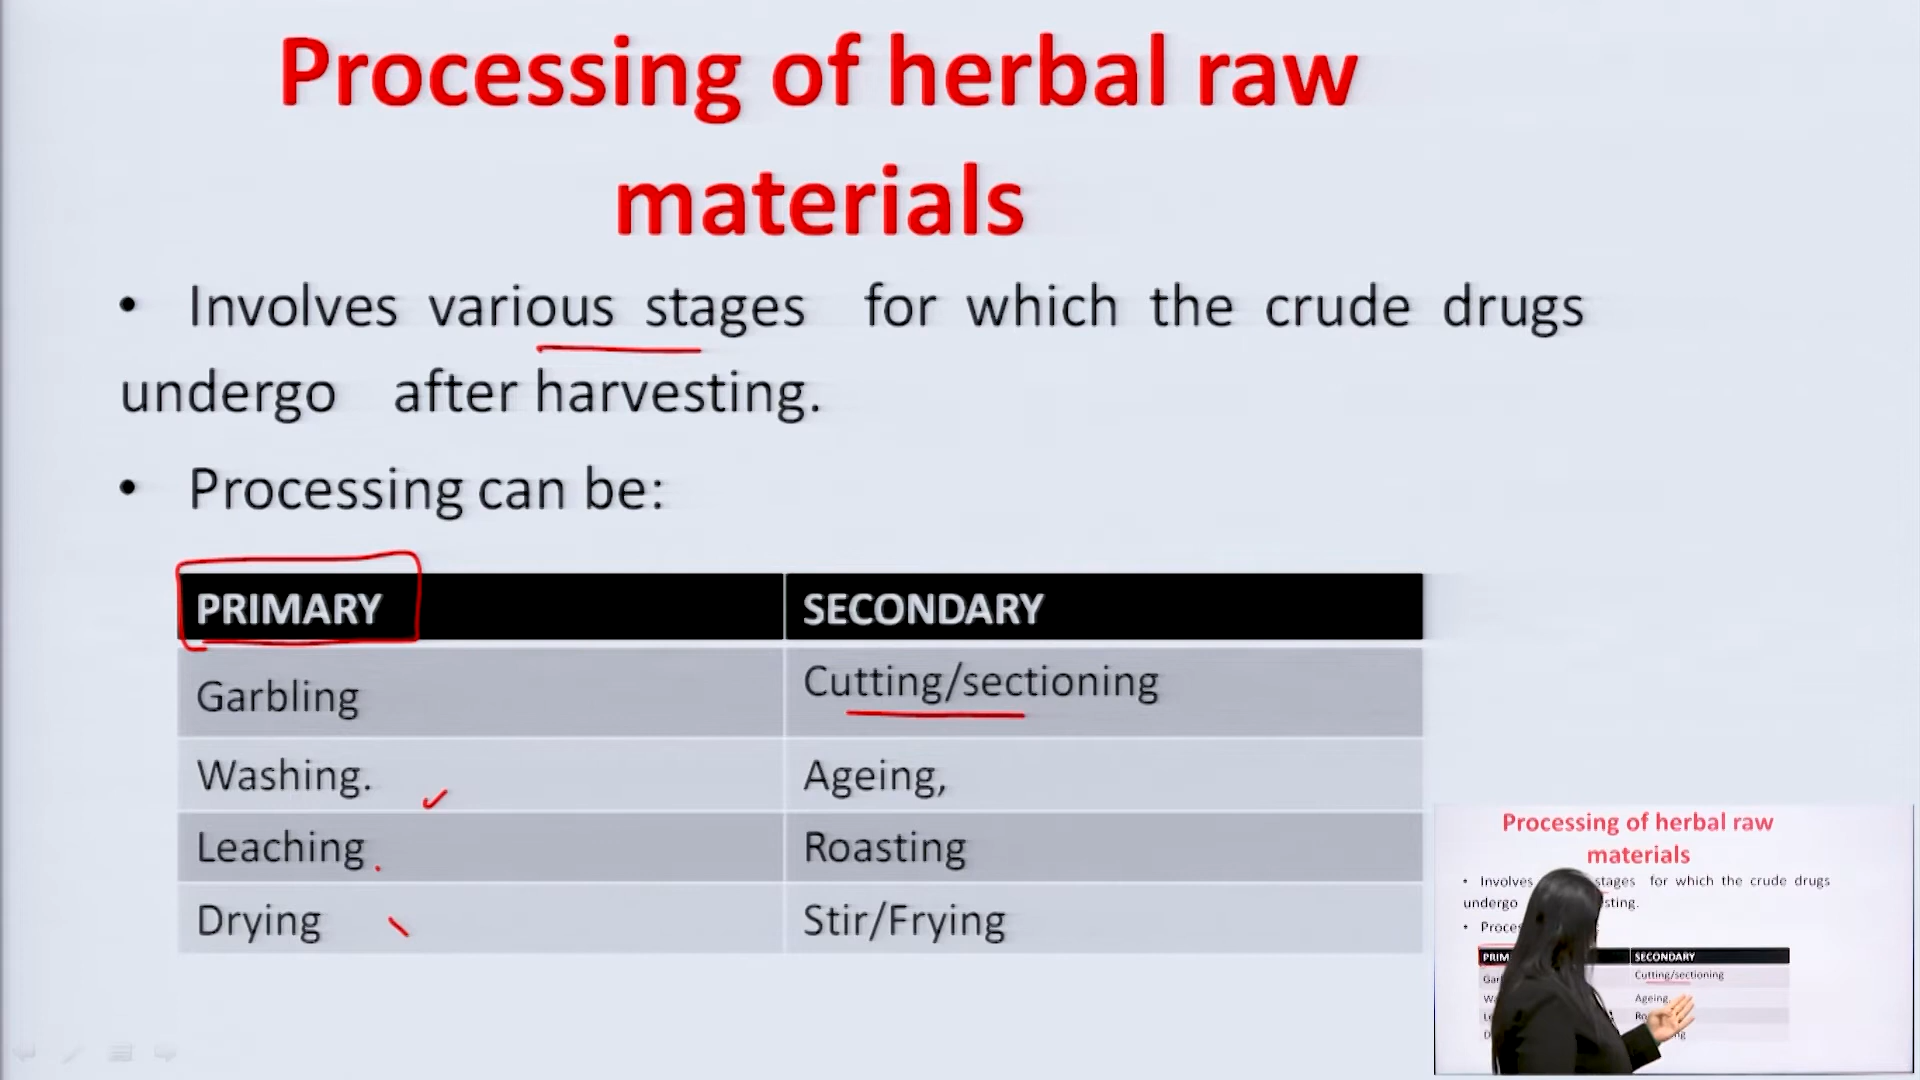 Processing of herbal raw
materials
• Involves various stages for which the crude drugs
undergo after harvesting.
• Processing can be:
PRIMARY SECONDARY
Garbling Cutting/sectioning
Washing. Ageing,
Leaching Roasting
Drying Stir/Frying
Processing of herbal raw
materials
• Involves stages for which the crude drugs
undergo
SECONDARY
Cutting/sectioning
Ageing,